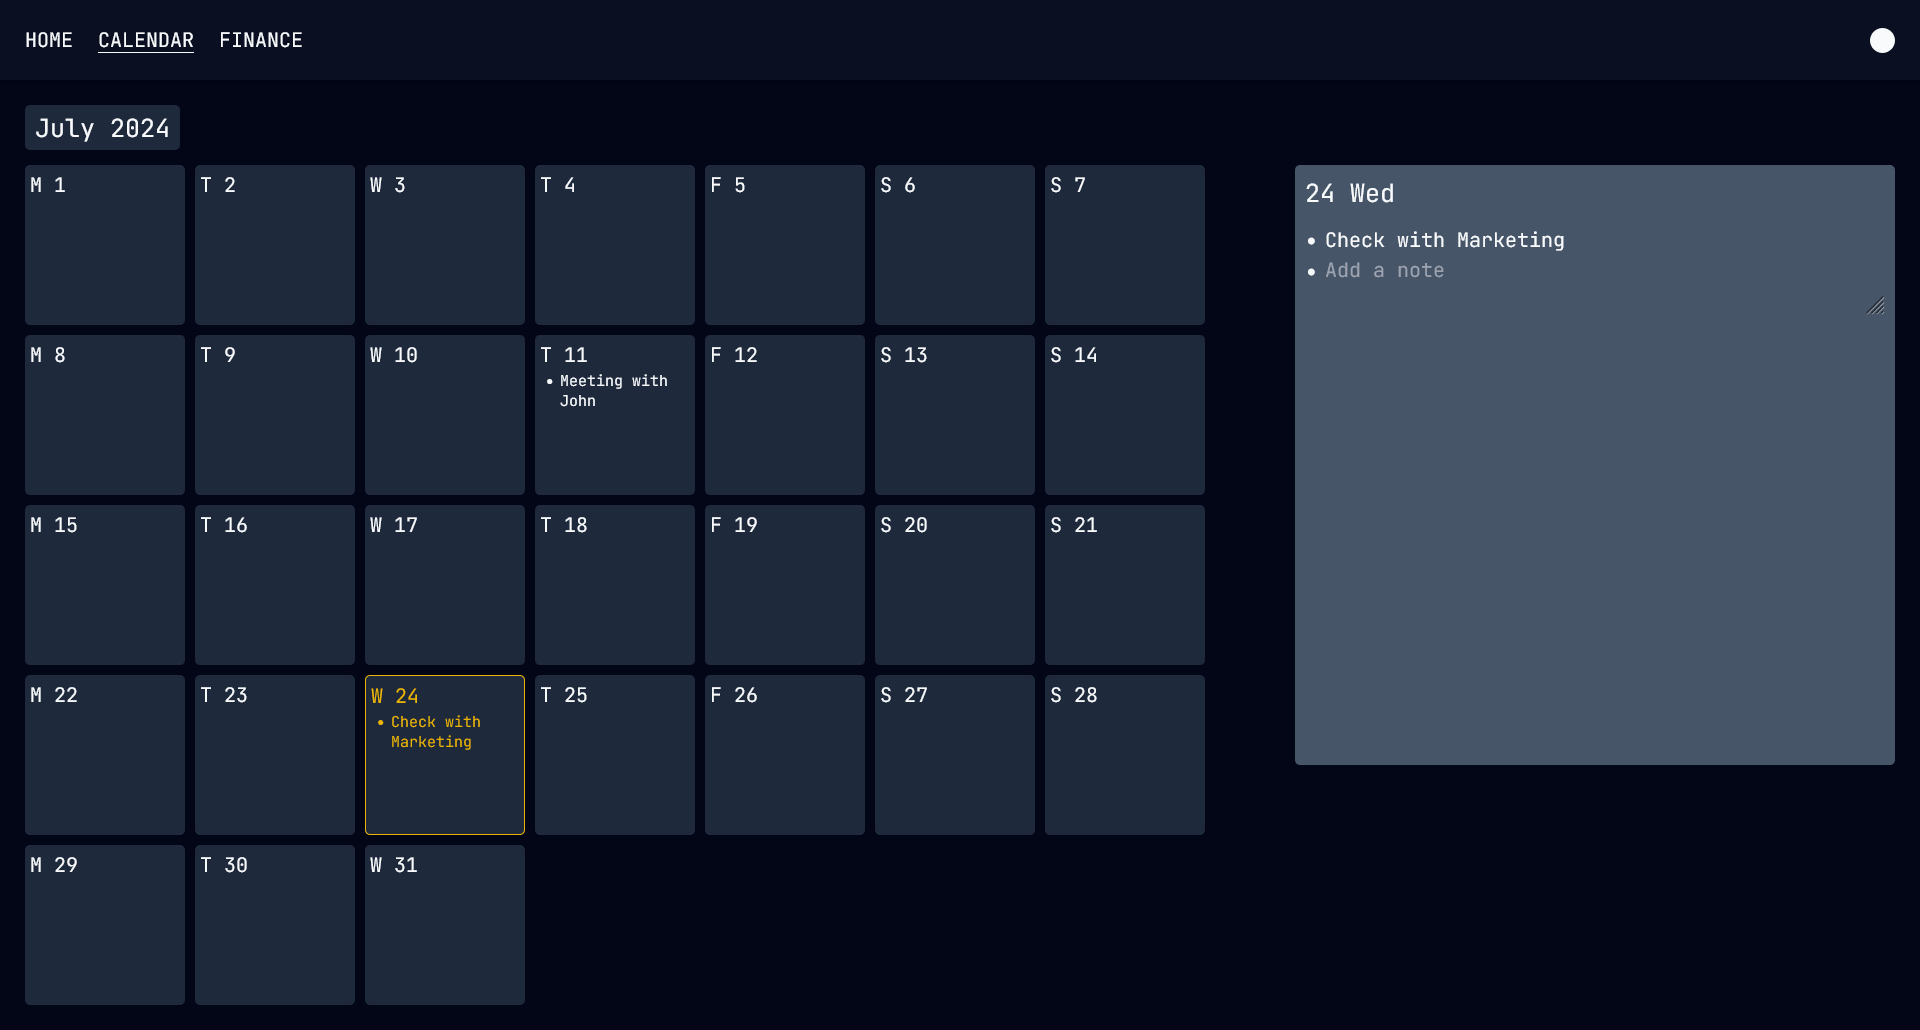 HOME CALENDAR FINANCE
July 2024
M 1 T 2 W 3 T 4 F 5 S 6 S 7
M 8 T 9 W 10 T 11 F 12 S 13 S 14
• Meeting with
John
M 15 T 16 W 17 T 18 F 19 S 20 S 21
M 22 T 23 W 24 T 25 F 26 S 27 S 28
• Check with
Marketing
M 29 T 30 W 31
24 Wed
• Check with Marketing
• Add a note